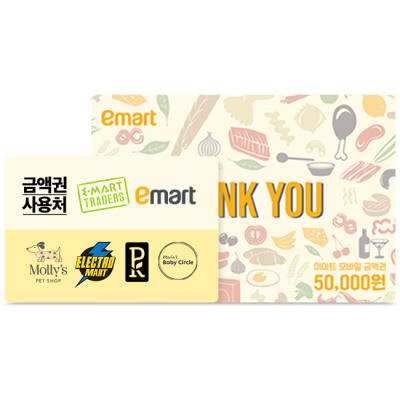 emart
NK YOU
이마트 모바일 금액권
50,000원
금액권
사용처
E·MART
TRADERS
emart
Molly's
PET SHOP
ELECTRO
MART
PK
Marie's
Baby Circle